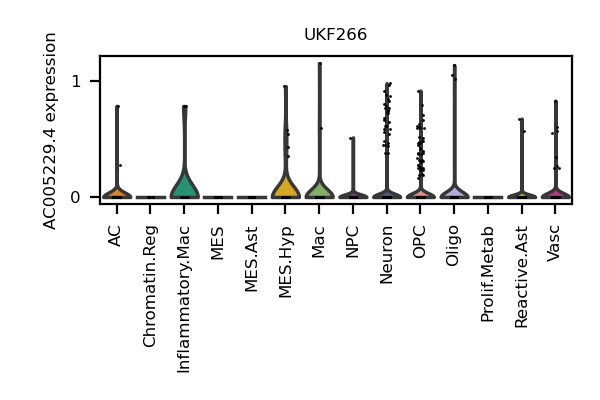 UKF266
AC005229.4 expression
1
0
AC
Chromatin.Reg
Inflammatory.Mac
MES
MES.Ast
MES.Hyp
Mac
NPC
Neuron
OPC
Oligo
Prolif.Metab
Reactive.Ast
Vasc